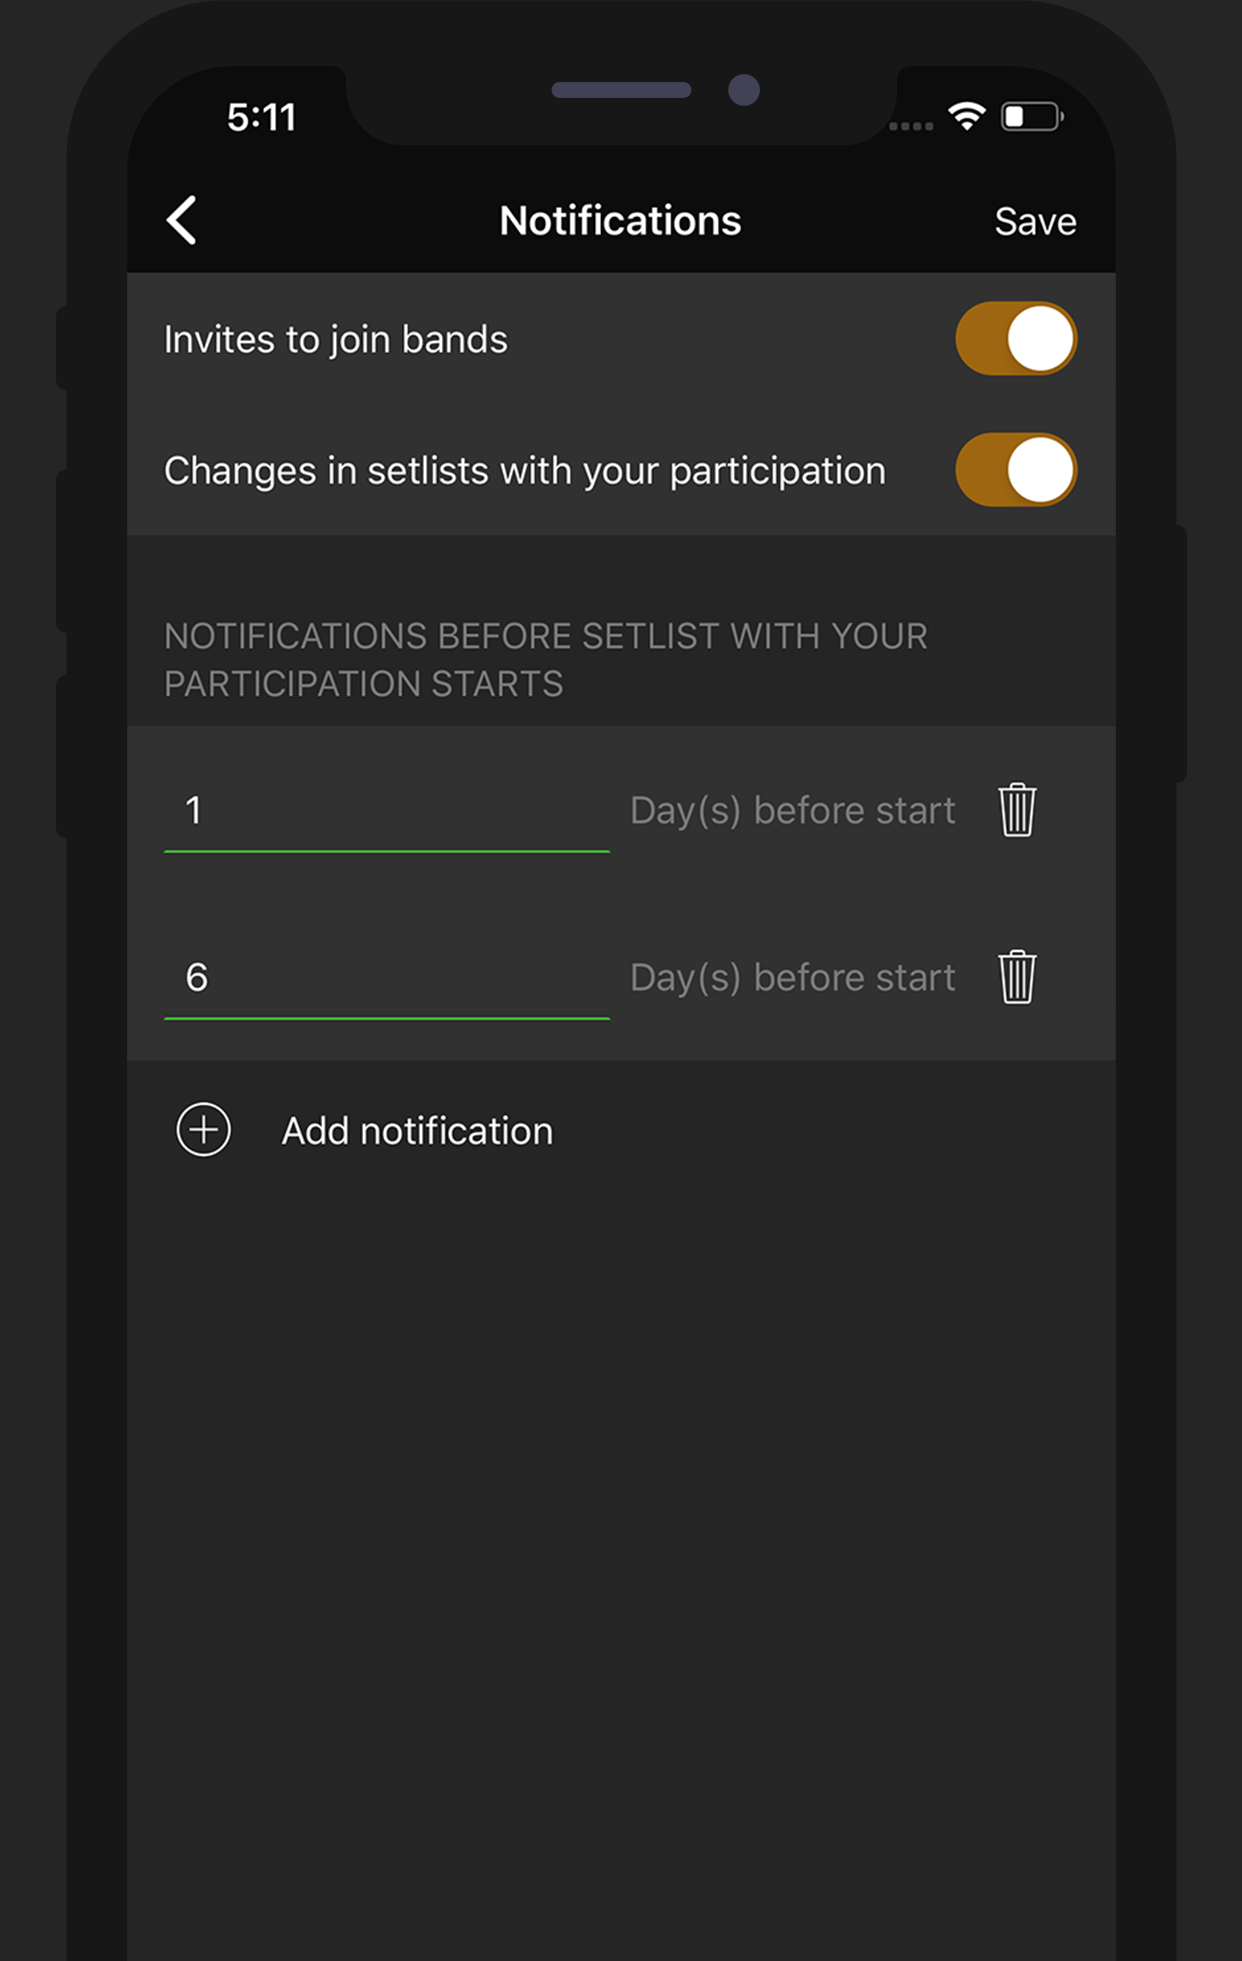 5:11
Notifications
Save
Invites to join bands
Changes in setlists with your participation
NOTIFICATIONS BEFORE SETLIST WITH YOUR
PARTICIPATION STARTS
1 Day(s) before start
6 Day(s) before start
Add notification